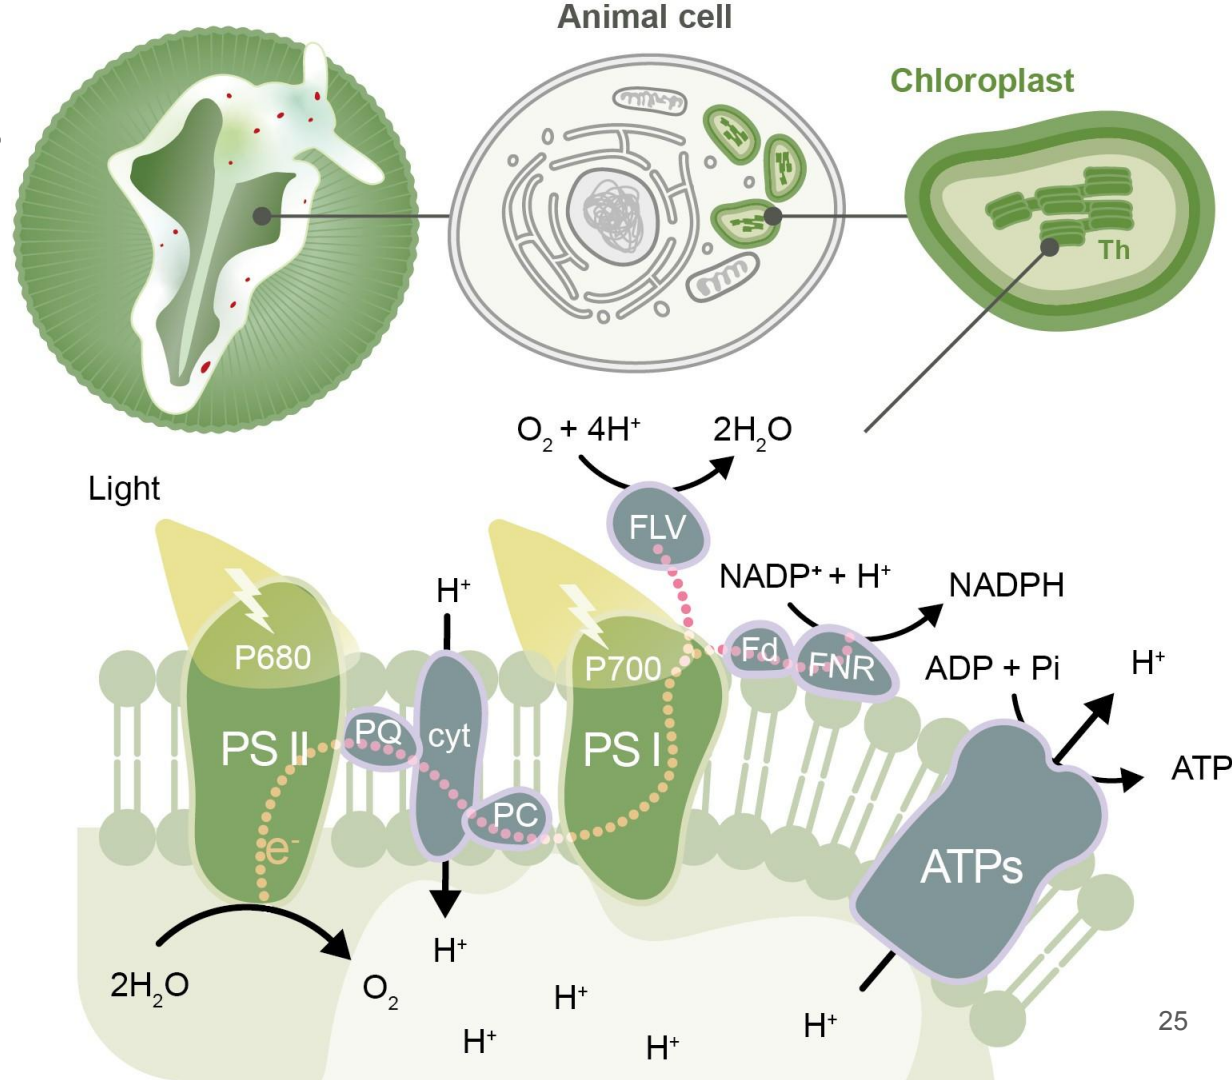 Animal cell
Chloroplast
Th
O₂ + 4H⁺
2H₂O
Light
FLV
H⁺
NADP⁺ + H⁺
NADPH
P680
P700
Fd
FNR
ADP + Pi
H⁺
PS II
PQ
cyt
PS I
ATP
PC
e⁻
ATPs
H⁺
2H₂O
O₂
H⁺
H⁺
H⁺
H⁺
25